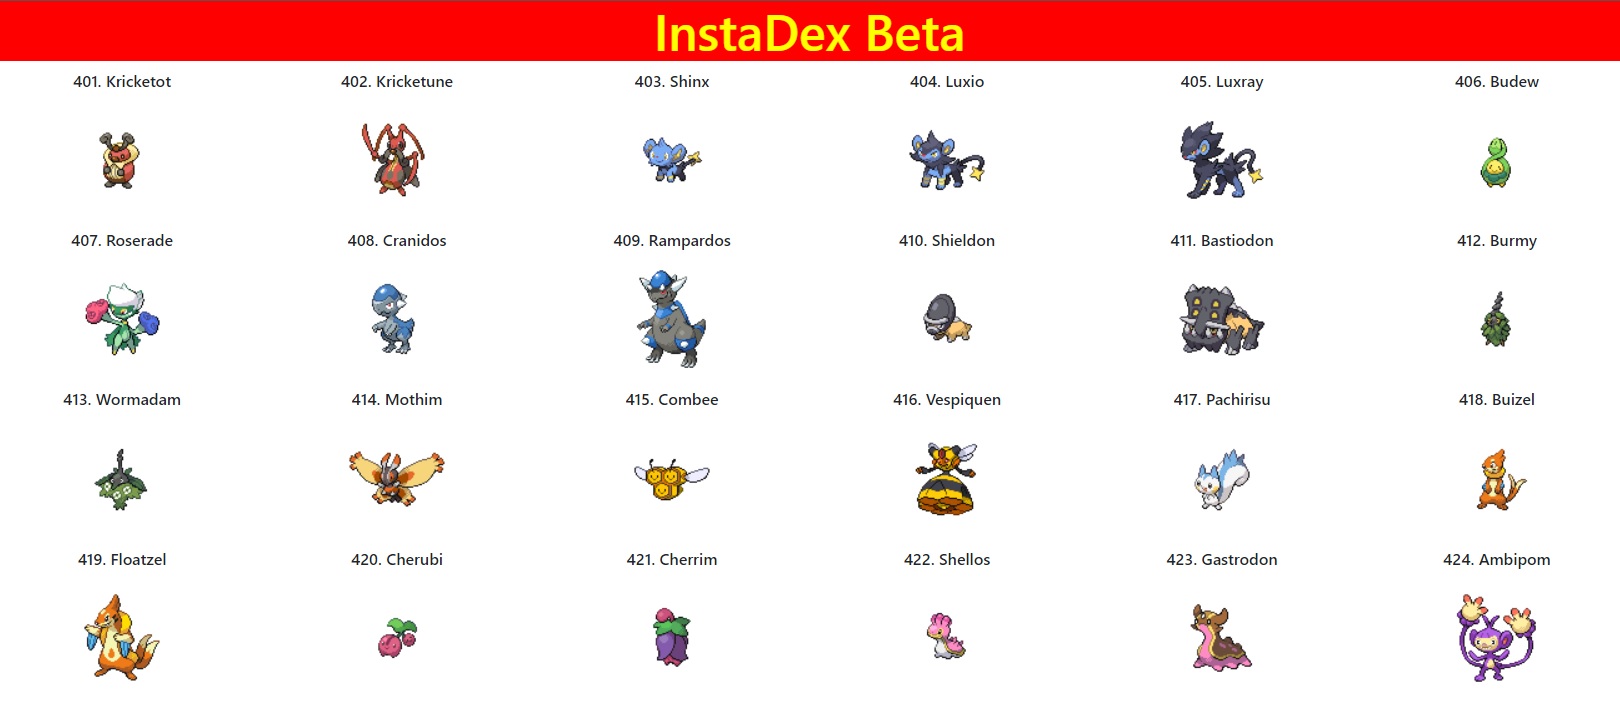 InstaDex Beta
401. Kricketot 402. Kricketune 403. Shinx 404. Luxio 405. Luxray 406. Budew
407. Roserade 408. Cranidos 409. Rampardos 410. Shieldon 411. Bastiodon 412. Burmy
413. Wormadam 414. Mothim 415. Combee 416. Vespiquen 417. Pachirisu 418. Buizel
419. Floatzel 420. Cherubi 421. Cherrim 422. Shellos 423. Gastrodon 424. Ambipom